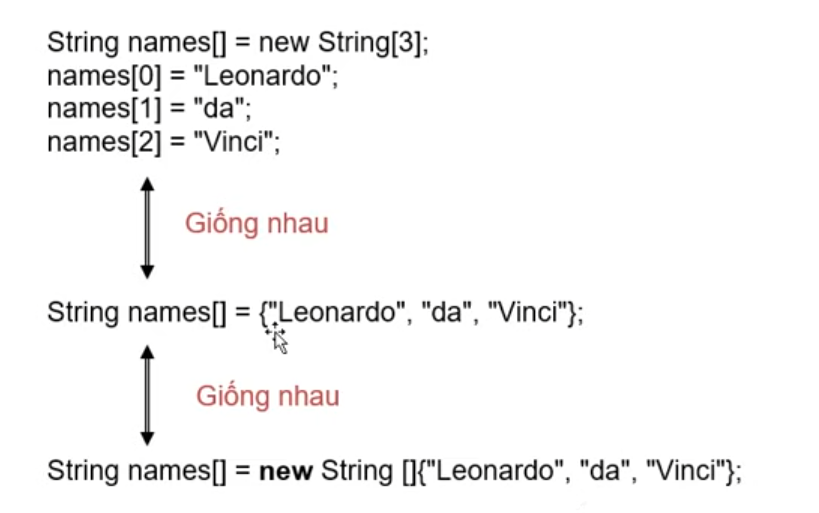 String names[] = new String[3];
names[0] = "Leonardo";
names[1] = "da";
names[2] = "Vinci";
Giống nhau
String names[] = {"Leonardo", "da", "Vinci"};
Giống nhau
String names[] = new String []{"Leonardo", "da", "Vinci"};